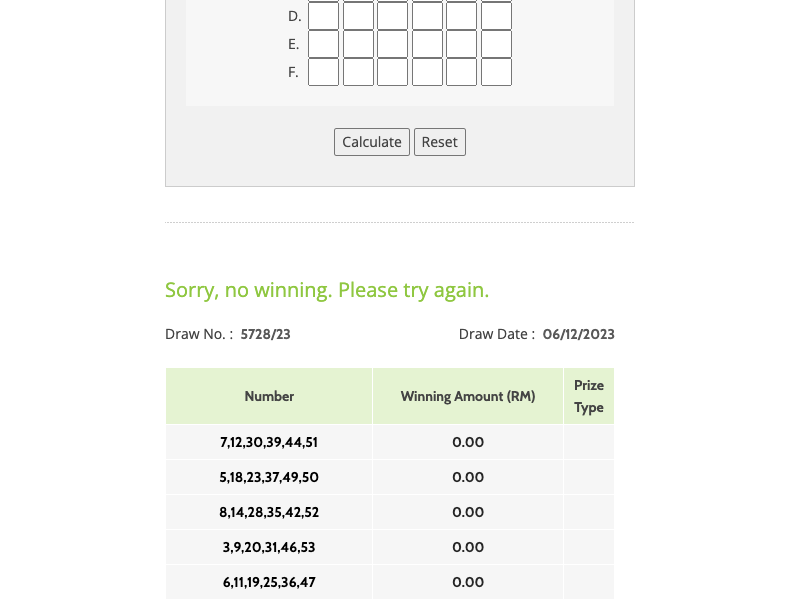 D.
E.
F.
Calculate Reset
Sorry, no winning. Please try again.
Draw No. : 5728/23 Draw Date : 06/12/2023
Number Winning Amount (RM) Prize Type
7,12,30,39,44,51 0.00
5,18,23,37,49,50 0.00
8,14,28,35,42,52 0.00
3,9,20,31,46,53 0.00
6,11,19,25,36,47 0.00